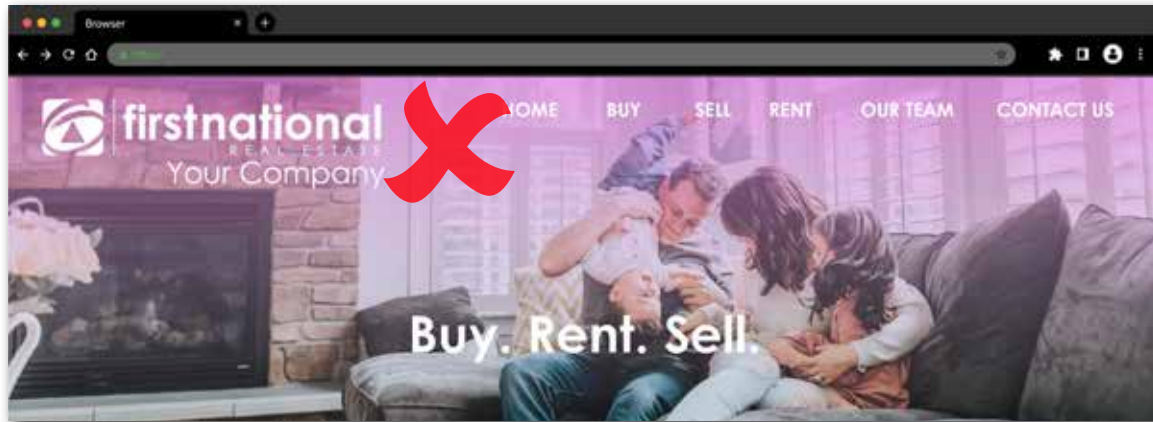 Browser
firstnational
REAL ESTATE
Your Company
HOME BUY SELL RENT OUR TEAM CONTACT US
Buy. Rent. Sell.